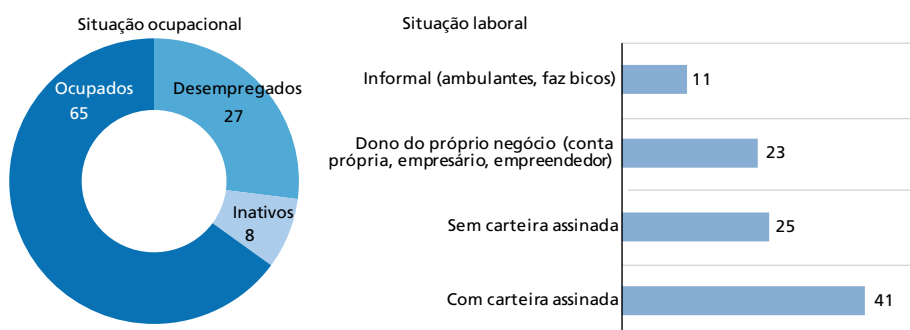 Situação ocupacional
Ocupados
65
Desempregados
27
Inativos
8
Situação laboral
Informal (ambulantes, faz bicos)
11
Dono do próprio negócio (conta
própria, empresário, empreendedor)
23
Sem carteira assinada
25
Com carteira assinada
41